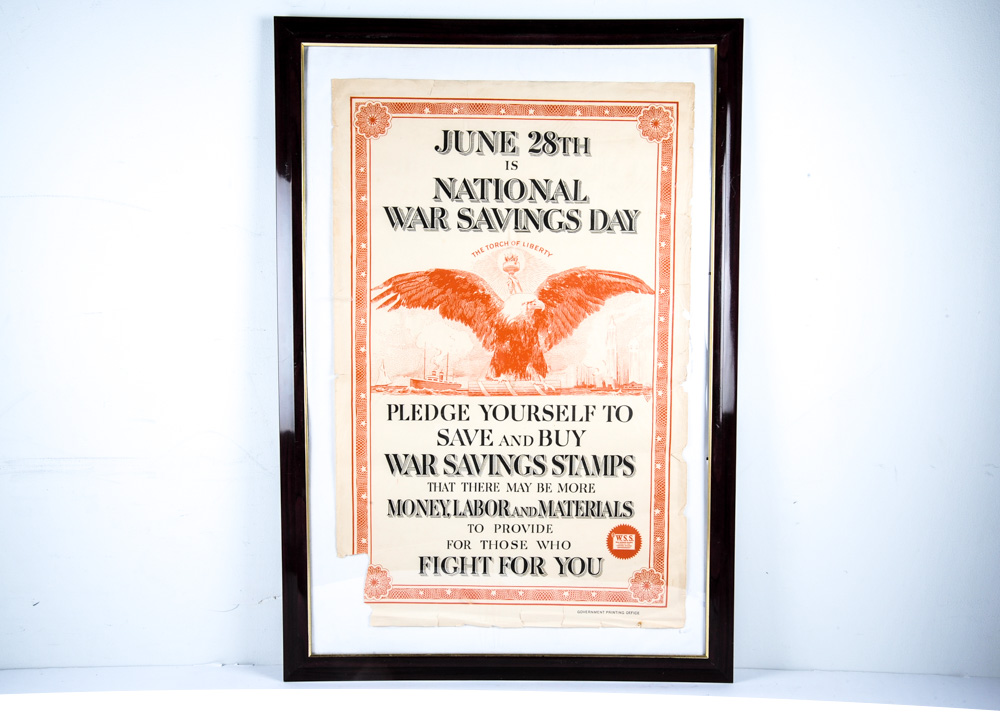 JUNE 28TH
IS
NATIONAL
WAR SAVINGS DAY
THE TORCH OF LIBERTY
PLEDGE YOURSELF TO
SAVE AND BUY
WAR SAVINGS STAMPS
THAT THERE MAY BE MORE
MONEY, LABOR AND MATERIALS
TO PROVIDE
FOR THOSE WHO
FIGHT FOR YOU
W.S.S.
GOVERNMENT PRINTING OFFICE